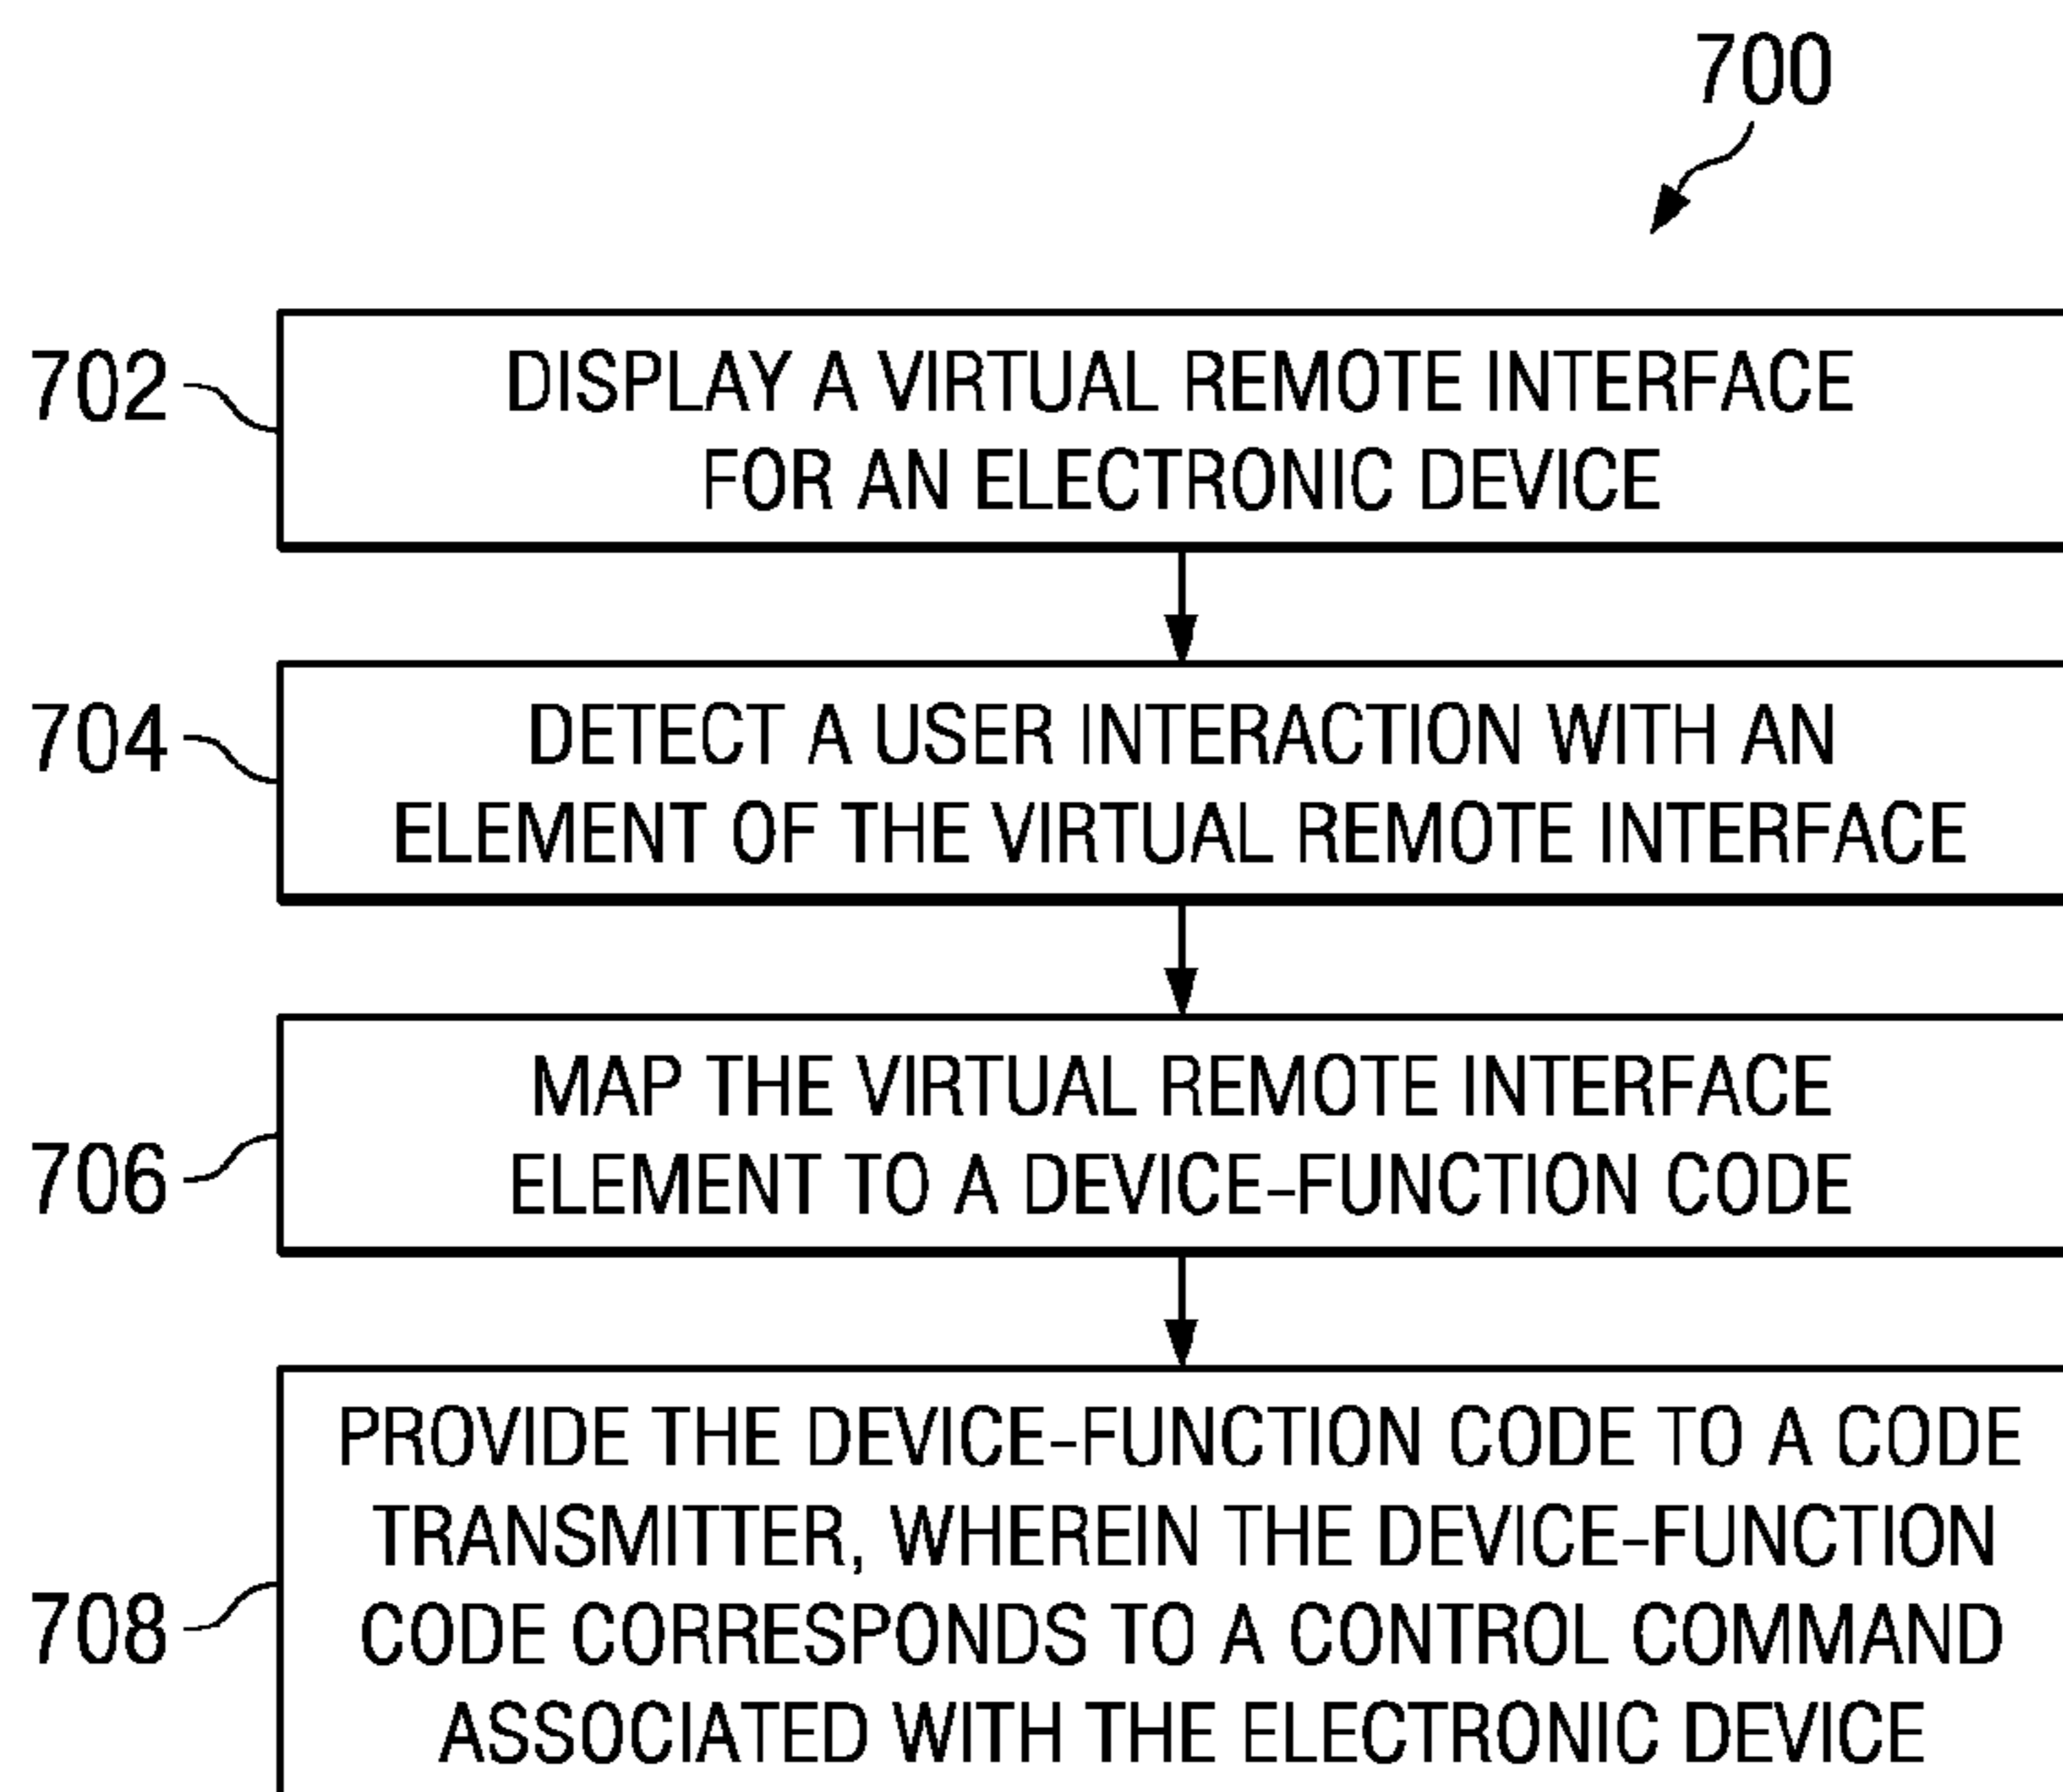 700
702
DISPLAY A VIRTUAL REMOTE INTERFACE
FOR AN ELECTRONIC DEVICE
704
DETECT A USER INTERACTION WITH AN
ELEMENT OF THE VIRTUAL REMOTE INTERFACE
706
MAP THE VIRTUAL REMOTE INTERFACE
ELEMENT TO A DEVICE-FUNCTION CODE
708
PROVIDE THE DEVICE-FUNCTION CODE TO A CODE
TRANSMITTER, WHEREIN THE DEVICE-FUNCTION
CODE CORRESPONDS TO A CONTROL COMMAND
ASSOCIATED WITH THE ELECTRONIC DEVICE